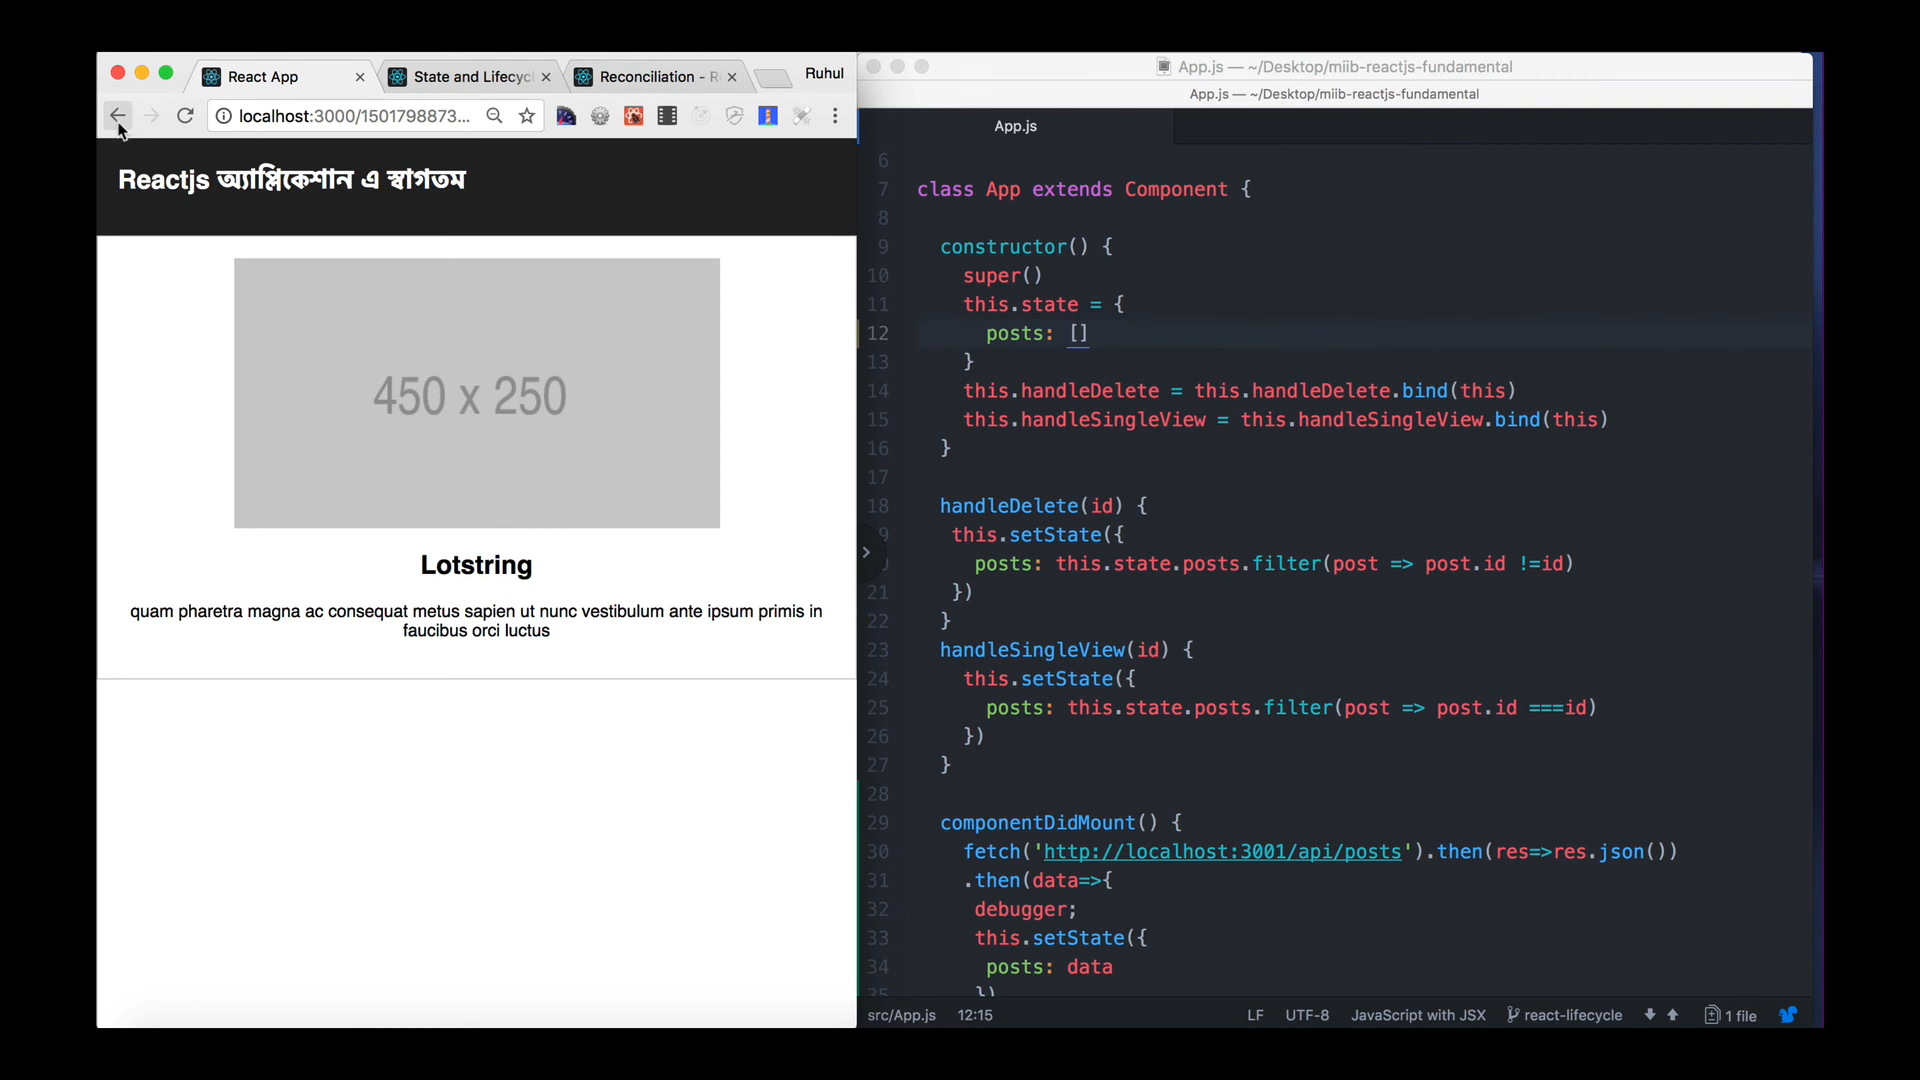 React App
State and Lifecyc
Reconciliation - R
Ruhul
localhost:3000/1501798873...
Reactjs অ্যাপ্লিকেশান এ স্বাগতম
450 x 250
Lotstring
quam pharetra magna ac consequat metus sapien ut nunc vestibulum ante ipsum primis in
faucibus orci luctus
App.js — ~/Desktop/miib-reactjs-fundamental
App.js — ~/Desktop/miib-reactjs-fundamental
App.js
6
7 class App extends Component {
8
9 constructor() {
10 super()
11 this.state = {
12 posts: []
13 }
14 this.handleDelete = this.handleDelete.bind(this)
15 this.handleSingleView = this.handleSingleView.bind(this)
16 }
17
18 handleDelete(id) {
9 this.setState({
posts: this.state.posts.filter(post => post.id !=id)
21 })
22 }
23 handleSingleView(id) {
24 this.setState({
25 posts: this.state.posts.filter(post => post.id ===id)
26 })
27 }
28
29 componentDidMount() {
30 fetch('http://localhost:3001/api/posts').then(res=>res.json())
31 .then(data=>{
32 debugger;
33 this.setState({
34 posts: data
35 })
src/App.js 12:15 LF UTF-8 JavaScript with JSX react-lifecycle 1 file